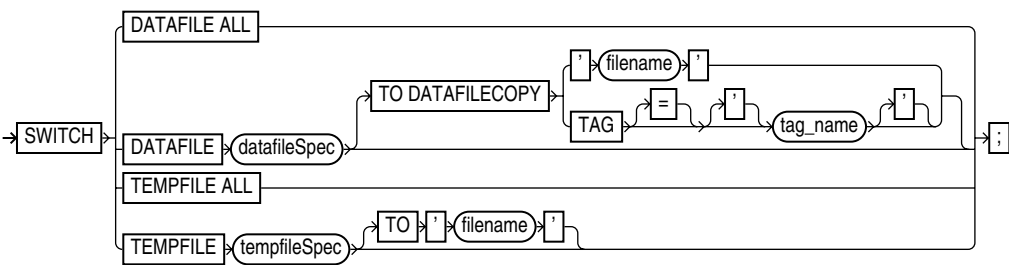 DATAFILE ALL
' filename '
TO DATAFILECOPY
TAG = ' tag_name '
SWITCH
DATAFILE datafileSpec
;
TEMPFILE ALL
TEMPFILE tempfileSpec TO ' filename '